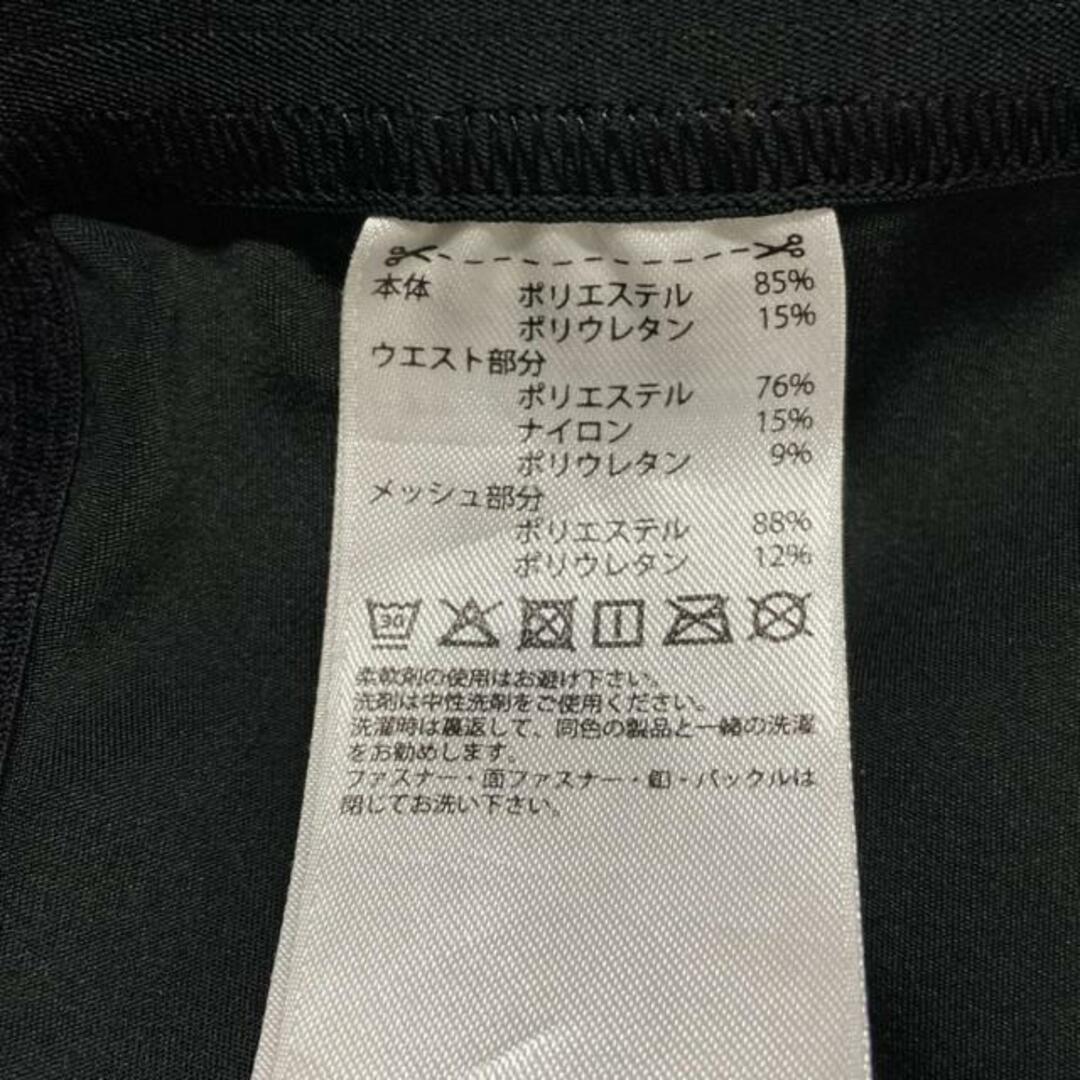 本体 ポリエステル 85%
ポリウレタン 15%
ウエスト部分
ポリエステル 76%
ナイロン 15%
ポリウレタン 9%
メッシュ部分
ポリエステル 88%
ポリウレタン 12%
30
柔軟剤の使用はお避け下さい。
洗剤は中性洗剤をご使用ください。
洗濯時は裏返して、同色の製品と一緒の洗濯
をお勧めします。
ファスナー・面ファスナー・釦・バックルは
閉じてお洗い下さい。